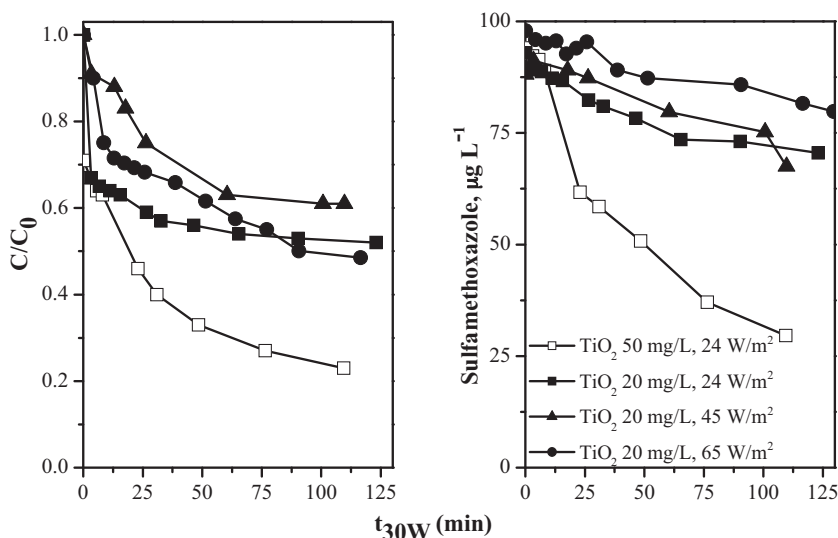 C/C0
1.0
0.8
0.6
0.4
0.2
0.0
0 25 50 75 100 125
Sulfamethoxazole, µg L−1
100
75
50
25
0
TiO2 50 mg/L, 24 W/m2
TiO2 20 mg/L, 24 W/m2
TiO2 20 mg/L, 45 W/m2
TiO2 20 mg/L, 65 W/m2
0 25 50 75 100 125
t30W (min)